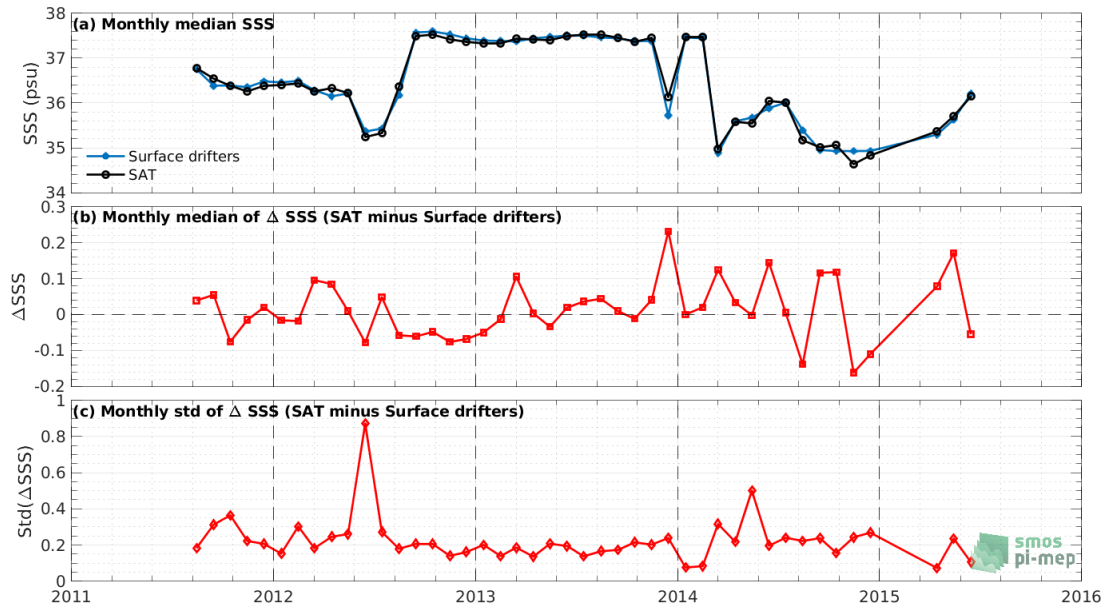 (a) Monthly median SSS
38
37
36
35
34
SSS (psu)
Surface drifters
SAT
(b) Monthly median of Δ SSS (SAT minus Surface drifters)
0.3
0.2
0.1
0
-0.1
-0.2
ΔSSS
(c) Monthly std of Δ SSS (SAT minus Surface drifters)
1
0.8
0.6
0.4
0.2
0
Std(ΔSSS)
2011 2012 2013 2014 2015 2016
smos
pi-mep